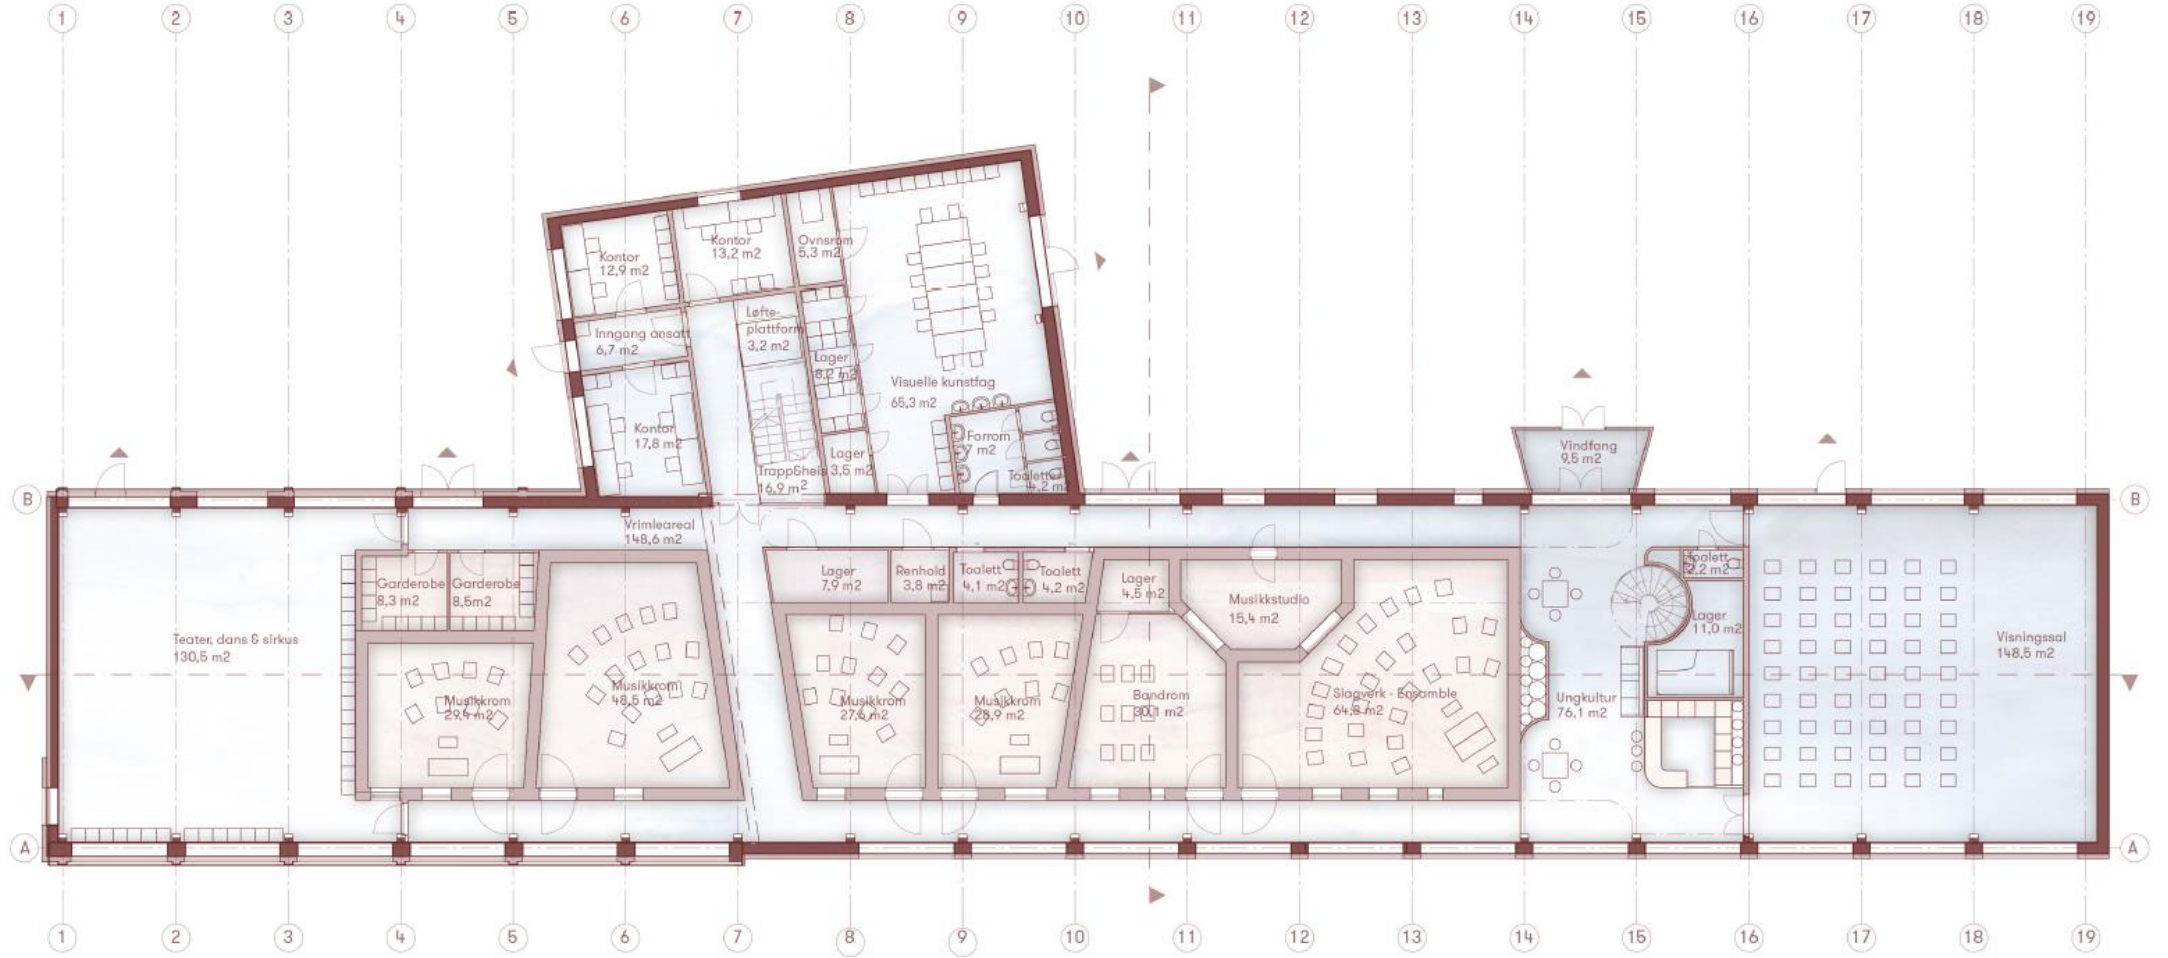 1 2 3 4 5 6 7 8 9 10 11 12 13 14 15 16 17 18 19
Kontor
12,9 m2
Kontor
13,2 m2
Ovnsrom
5,3 m2
Inngang ansatt
6,7 m2
Løfte-
plattform
3,2 m2
Lager
8,2 m2
Visuelle kunstfag
65,3 m2
Kontor
17,8 m2
Trapp&heis
16,9 m2
Lager
3,5 m2
Forrom
7 m2
Toaletter
4,2 m2
Vindfang
9,5 m2
B
B
Vrimleareal
148,6 m2
Garderobe
8,3 m2
Garderobe
8,5m2
Lager
7,9 m2
Renhold
3,8 m2
Toalett
4,1 m2
Toalett
4,2 m2
Lager
4,5 m2
Musikkstudio
15,4 m2
Toalett
2,2 m2
Lager
11,0 m2
Teater, dans & sirkus
130,5 m2
Visningssal
148,5 m2
Musikkrom
29,4 m2
Musikkrom
48,5 m2
Musikkrom
Musikkrom
28,9 m2
Bandrom
30,1 m2
Slagverk - Ensamble
64,8 m2
Ungkultur
76,1 m2
A
A
1 2 3 4 5 6 7 8 9 10 11 12 13 14 15 16 17 18 19